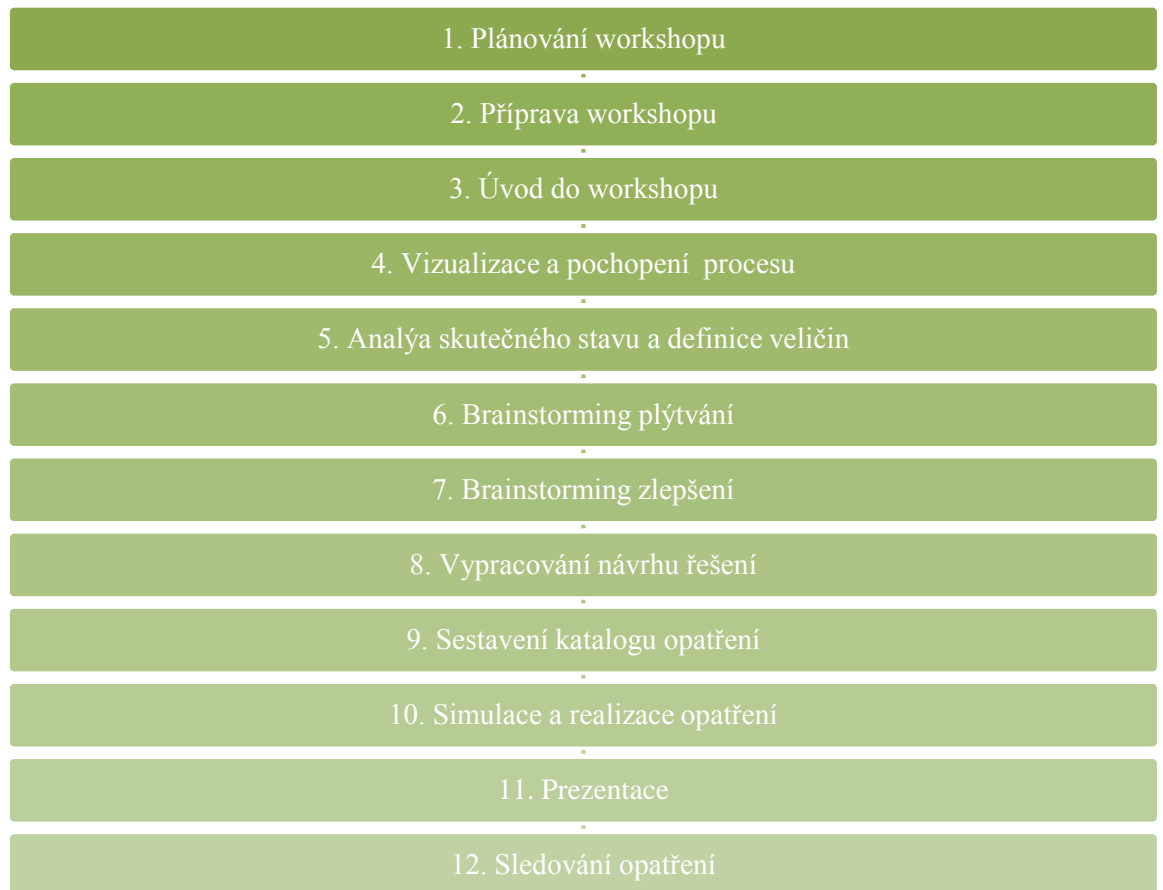 1. Plánování workshopu
2. Příprava workshopu
3. Úvod do workshopu
4. Vizualizace a pochopení  procesu
5. Analýa skutečného stavu a definice veličin
6. Brainstorming plýtvání
7. Brainstorming zlepšení
8. Vypracování návrhu řešení
9. Sestavení katalogu opatření
10. Simulace a realizace opatření
11. Prezentace
12. Sledování opatření